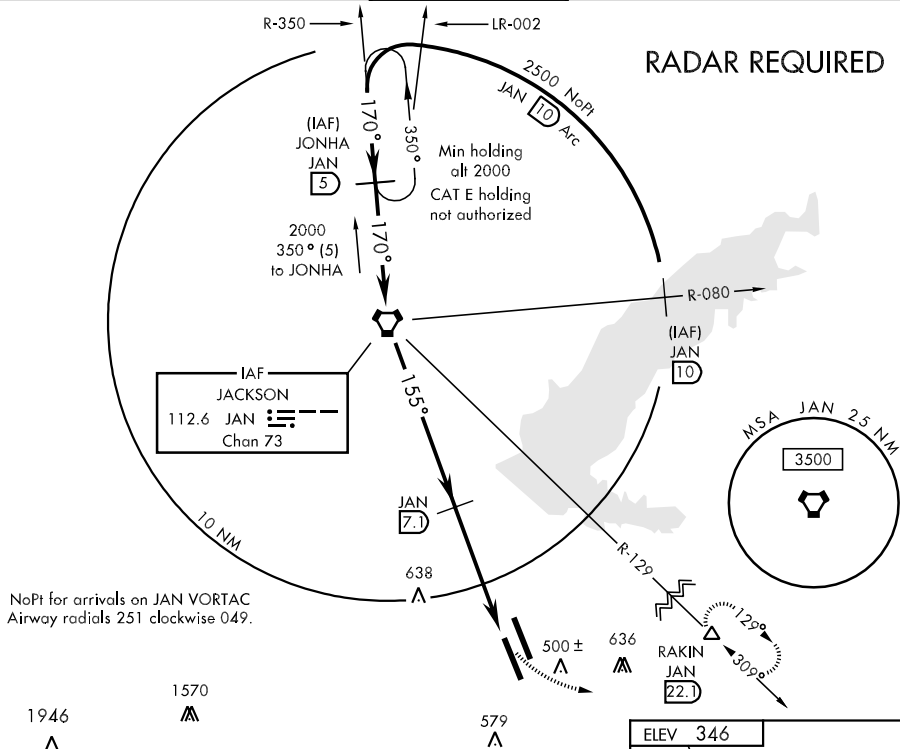 R-350
LR-002
RADAR REQUIRED
2500 NoPt
JAN 10 Arc
(IAF)
JONHA
JAN
5
170°
350°
Min holding
alt 2000
CAT E holding
not authorized
2000
350° (5)
to JONHA
170°
R-080
(IAF)
JAN
10
IAF
JACKSON
112.6 JAN
Chan 73
155°
MSA JAN 25 NM
3500
JAN
7.1
10 NM
R-129
638
NoPt for arrivals on JAN VORTAC
Airway radials 251 clockwise 049.
129°
309°
500 ±
636
RAKIN
JAN
22.1
1570
1946
579
ELEV 346